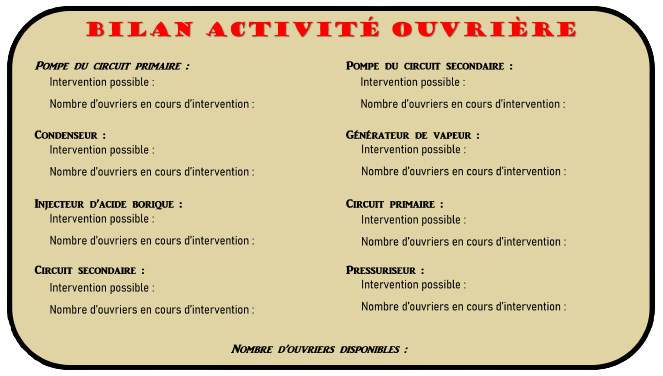 BILAN ACTIVITÉ OUVRIÈRE
POMPE DU CIRCUIT PRIMAIRE :
Intervention possible :
Nombre d'ouvriers en cours d'intervention :
CONDENSEUR :
Intervention possible :
Nombre d'ouvriers en cours d'intervention :
INJECTEUR D'ACIDE BORIQUE :
Intervention possible :
Nombre d'ouvriers en cours d'intervention :
CIRCUIT SECONDAIRE :
Intervention possible :
Nombre d'ouvriers en cours d'intervention :
POMPE DU CIRCUIT SECONDAIRE :
Intervention possible :
Nombre d'ouvriers en cours d'intervention :
GÉNÉRATEUR DE VAPEUR :
Intervention possible :
Nombre d'ouvriers en cours d'intervention :
CIRCUIT PRIMAIRE :
Intervention possible :
Nombre d'ouvriers en cours d'intervention :
PRESSURISEUR :
Intervention possible :
Nombre d'ouvriers en cours d'intervention :
NOMBRE D'OUVRIERS DISPONIBLES :